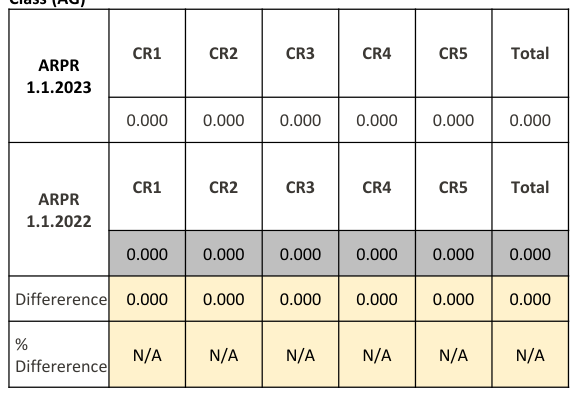 Class (AG)
ARPR 1.1.2023 CR1 CR2 CR3 CR4 CR5 Total
0.000 0.000 0.000 0.000 0.000 0.000
ARPR 1.1.2022 CR1 CR2 CR3 CR4 CR5 Total
0.000 0.000 0.000 0.000 0.000 0.000
Differerence 0.000 0.000 0.000 0.000 0.000 0.000
% Differerence N/A N/A N/A N/A N/A N/A